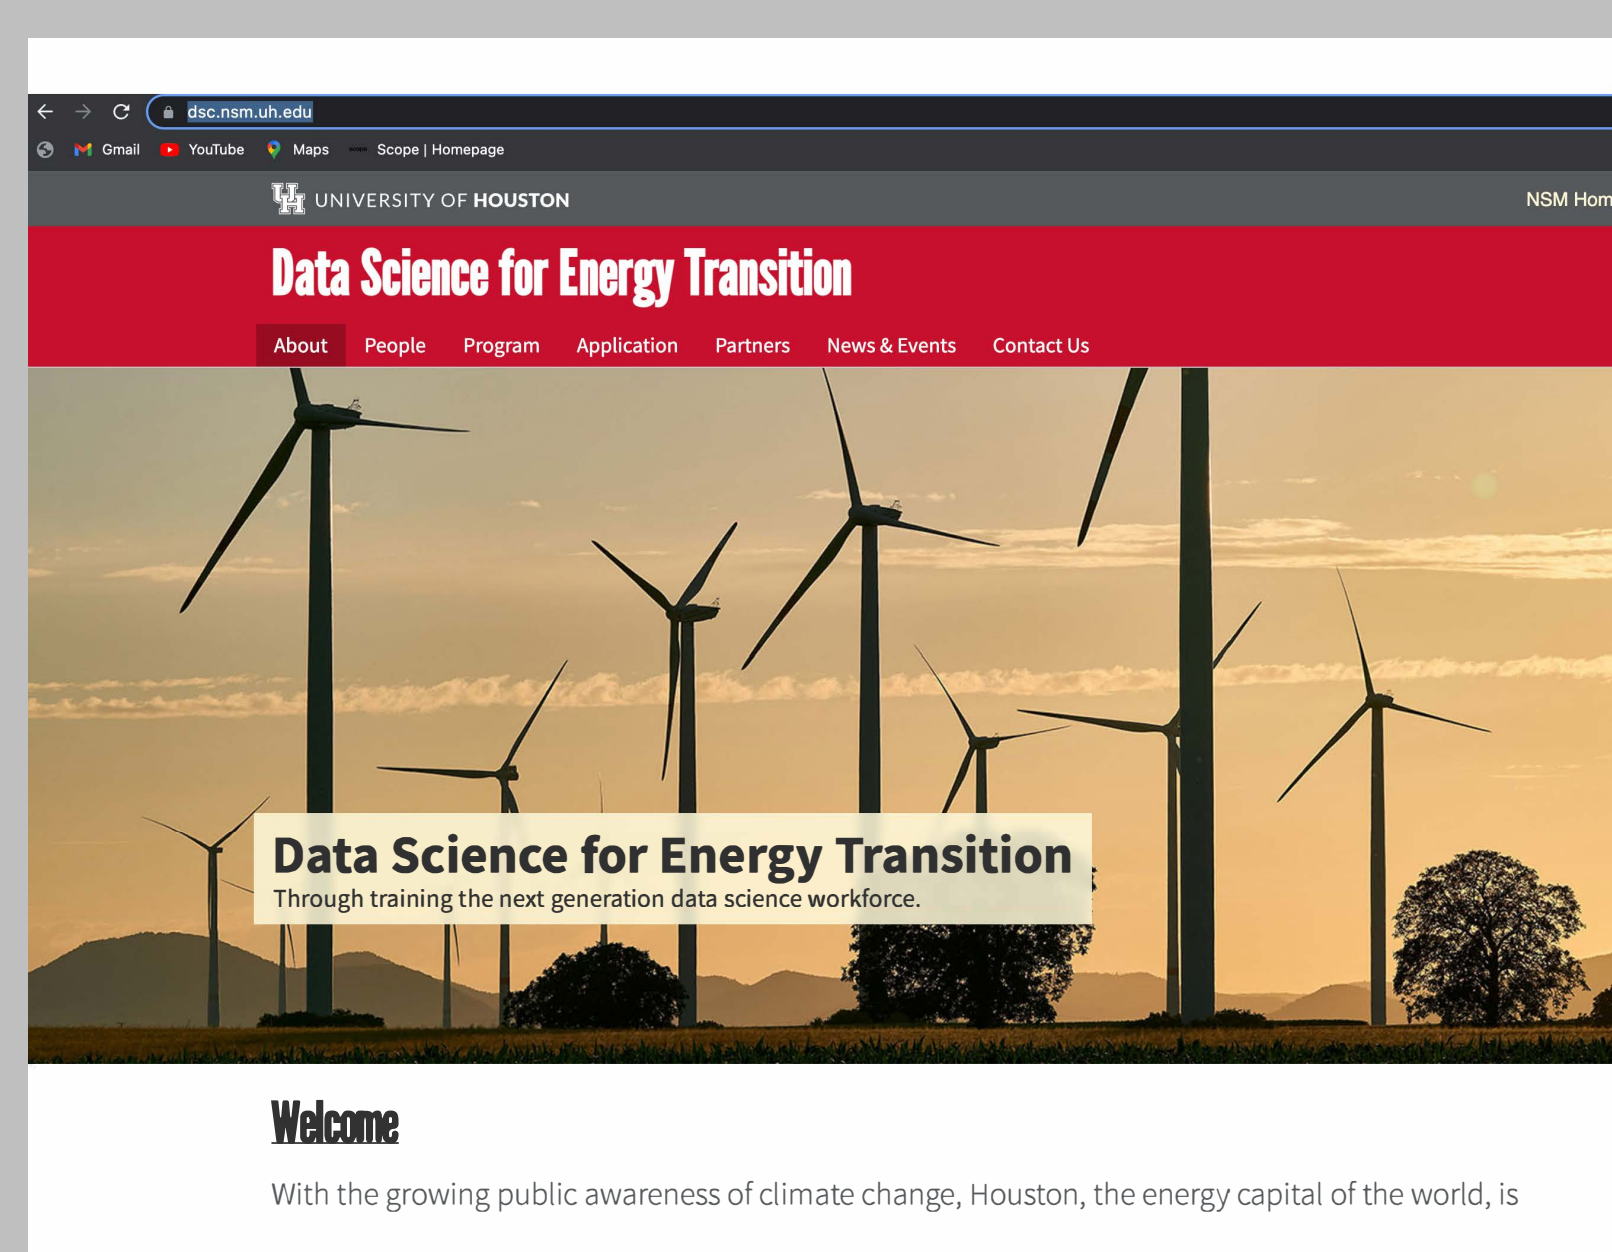 dsc.nsm.uh.edu
Gmail YouTube Maps Scope | Homepage
UNIVERSITY OF HOUSTON
NSM Hom
Data Science for Energy Transition
About People Program Application Partners News & Events Contact Us
Data Science for Energy Transition
Through training the next generation data science workforce.
Welcome
With the growing public awareness of climate change, Houston, the energy capital of the world, is